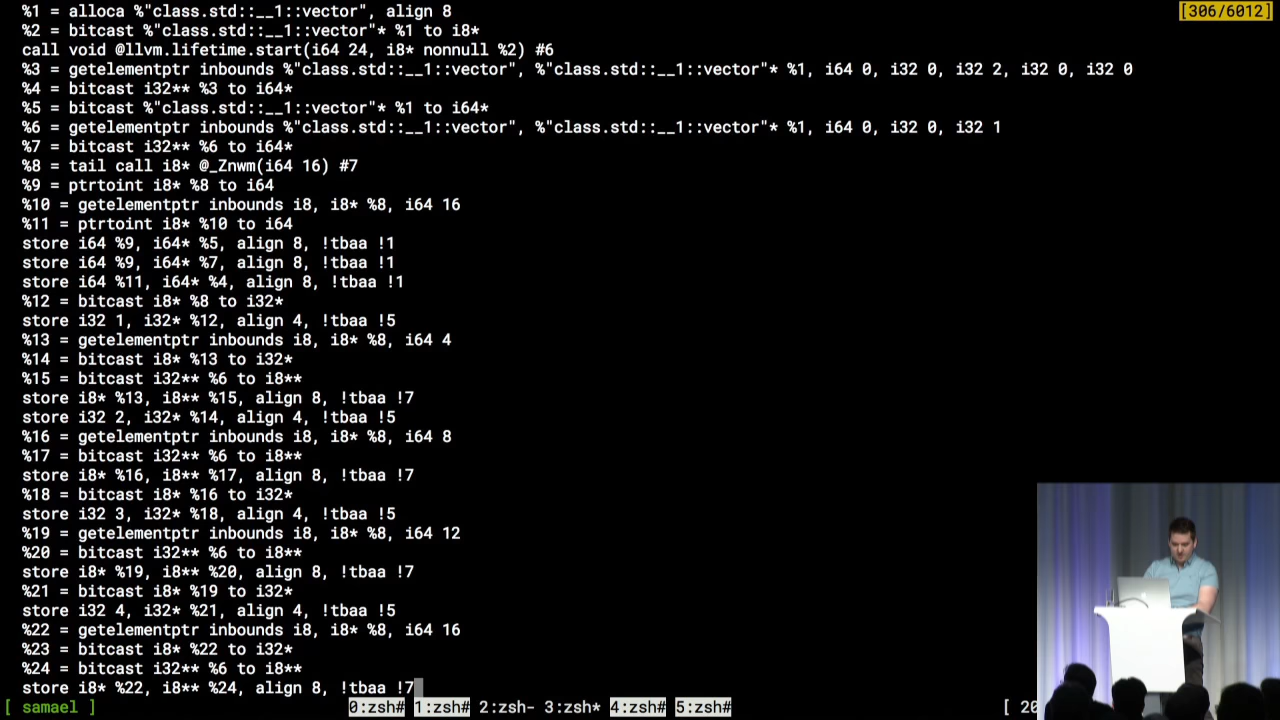 %1 = alloca %"class.std::__1::vector", align 8
[306/6012]
%2 = bitcast %"class.std::__1::vector"* %1 to i8*
call void @llvm.lifetime.start(i64 24, i8* nonnull %2) #6
%3 = getelementptr inbounds %"class.std::__1::vector", %"class.std::__1::vector"* %1, i64 0, i32 0, i32 2, i32 0, i32 0
%4 = bitcast i32** %3 to i64*
%5 = bitcast %"class.std::__1::vector"* %1 to i64*
%6 = getelementptr inbounds %"class.std::__1::vector", %"class.std::__1::vector"* %1, i64 0, i32 0, i32 1
%7 = bitcast i32** %6 to i64*
%8 = tail call i8* @_Znwm(i64 16) #7
%9 = ptrtoint i8* %8 to i64
%10 = getelementptr inbounds i8, i8* %8, i64 16
%11 = ptrtoint i8* %10 to i64
store i64 %9, i64* %5, align 8, !tbaa !1
store i64 %9, i64* %7, align 8, !tbaa !1
store i64 %11, i64* %4, align 8, !tbaa !1
%12 = bitcast i8* %8 to i32*
store i32 1, i32* %12, align 4, !tbaa !5
%13 = getelementptr inbounds i8, i8* %8, i64 4
%14 = bitcast i8* %13 to i32*
%15 = bitcast i32** %6 to i8**
store i8* %13, i8** %15, align 8, !tbaa !7
store i32 2, i32* %14, align 4, !tbaa !5
%16 = getelementptr inbounds i8, i8* %8, i64 8
%17 = bitcast i32** %6 to i8**
store i8* %16, i8** %17, align 8, !tbaa !7
%18 = bitcast i8* %16 to i32*
store i32 3, i32* %18, align 4, !tbaa !5
%19 = getelementptr inbounds i8, i8* %8, i64 12
%20 = bitcast i32** %6 to i8**
store i8* %19, i8** %20, align 8, !tbaa !7
%21 = bitcast i8* %19 to i32*
store i32 4, i32* %21, align 4, !tbaa !5
%22 = getelementptr inbounds i8, i8* %8, i64 16
%23 = bitcast i8* %22 to i32*
%24 = bitcast i32** %6 to i8**
store i8* %22, i8** %24, align 8, !tbaa !7
[ samael ] 0:zsh# 1:zsh# 2:zsh- 3:zsh* 4:zsh# 5:zsh# [ 20